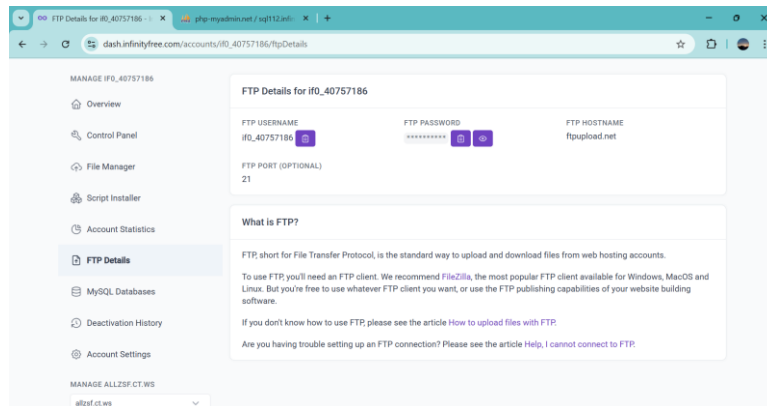 FTP Details for if0_40757186 - I
php-myadmin.net / sql112.infin
dash.infinityfree.com/accounts/if0_40757186/ftpDetails
MANAGE IF0_40757186
Overview
Control Panel
File Manager
Script Installer
Account Statistics
FTP Details
MySQL Databases
Deactivation History
Account Settings
MANAGE ALLZSF.CT.WS
allzsf.ct.ws
FTP Details for if0_40757186
FTP USERNAME
if0_40757186
FTP PASSWORD
**********
FTP HOSTNAME
ftpupload.net
FTP PORT (OPTIONAL)
21
What is FTP?
FTP, short for File Transfer Protocol, is the standard way to upload and download files from web hosting accounts.
To use FTP, you'll need an FTP client. We recommend FileZilla, the most popular FTP client available for Windows, MacOS and
Linux. But you're free to use whatever FTP client you want, or use the FTP publishing capabilities of your website building
software.
If you don't know how to use FTP, please see the article How to upload files with FTP.
Are you having trouble setting up an FTP connection? Please see the article Help, I cannot connect to FTP.